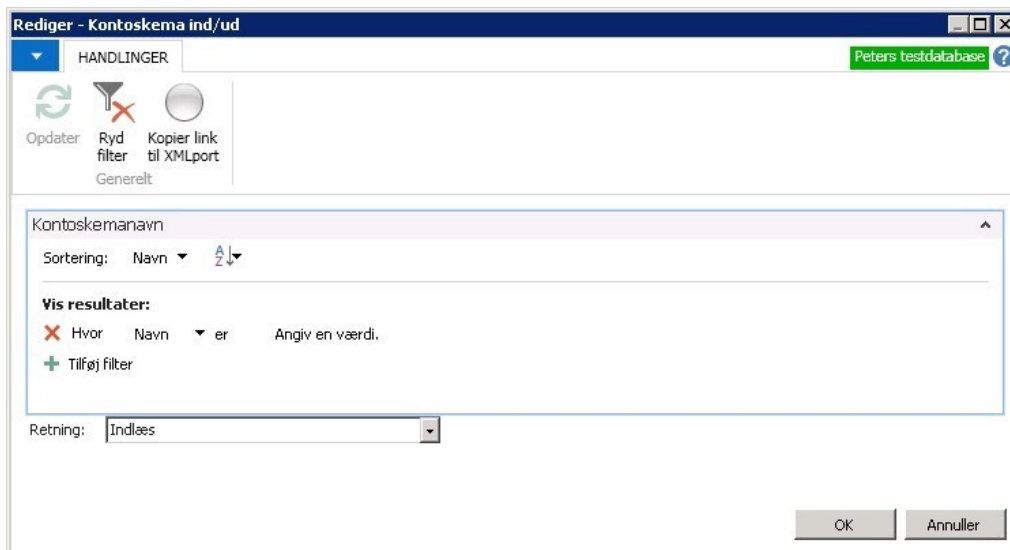 Rediger - Kontoskema ind/ud
HANDLINGER
Peters testdatabase
Opdater
Ryd filter
Kopier link til XMLport
Generelt
Kontoskemanavn
Sortering: Navn
Vis resultater:
Hvor Navn er Angiv en værdi.
Tilføj filter
Retning: Indlæs
OK Annuller